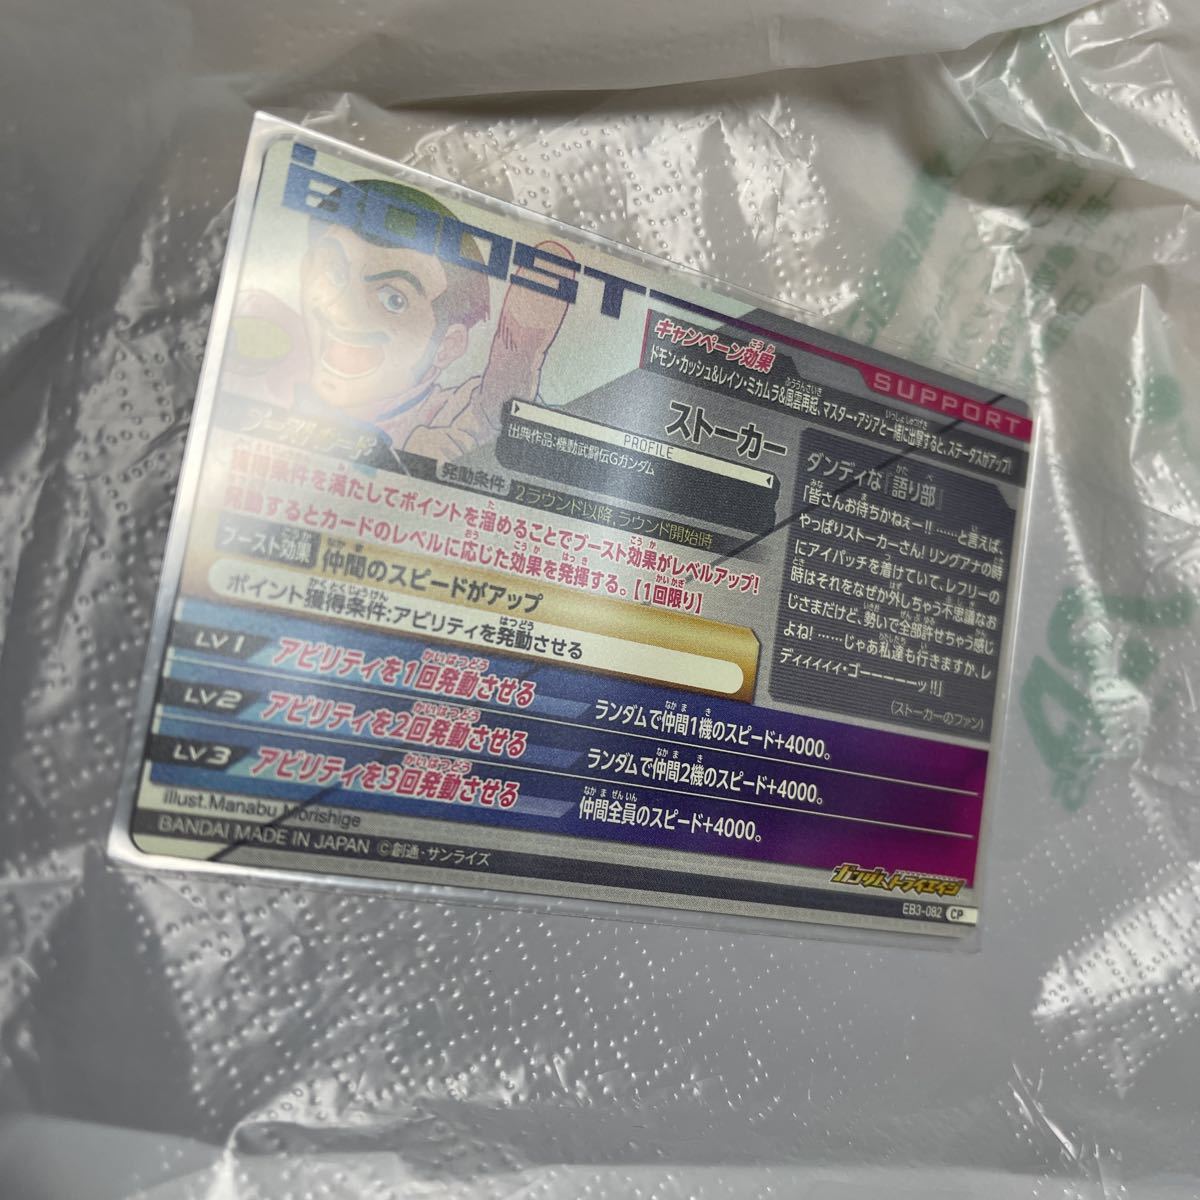 BOOST
SUPPORT
キャンペーン効果
ドモン・カッシュ&レイン・ミカムラ&風雲再起、マスター・アジアと一緒に出撃すると、ステータスがアップ!
ストーカー
PROFILE
出典作品:機動武闘伝Gガンダム
ダンディな『語り部』
「皆さんお待ちかねぇー!!……と言えば、
やっぱりストーカーさん!リングアナの時
にアイパッチを着けていて、レフリーの
時はそれをなぜか外しちゃう不思議なお
じさまだけど、勢いで全部許せちゃう感じ
よね!……じゃあ私達も行きますか、レ
ディィィィィ・ゴーーーーーッ!!」
(ストーカーのファン)
ブーストカード
発動条件 2ラウンド以降,ラウンド開始時
獲得条件を満たしてポイントを溜めることでブースト効果がレベルアップ!
発動するとカードのレベルに応じた効果を発揮する。【1回限り】
ブースト効果 仲間のスピードがアップ
ポイント獲得条件:アビリティを発動させる
LV1 アビリティを1回発動させる ランダムで仲間1機のスピード+4000。
LV2 アビリティを2回発動させる ランダムで仲間2機のスピード+4000。
LV3 アビリティを3回発動させる 仲間全員のスピード+4000。
illust.Manabu Morishige
BANDAI MADE IN JAPAN ©創通・サンライズ
ガンダムトライエイジ
EB3-082 CP